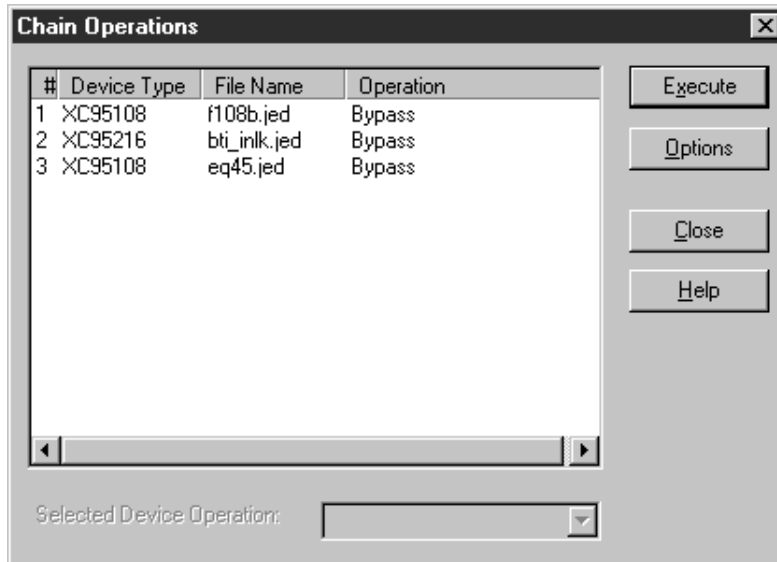 Chain Operations
# Device Type File Name Operation
1 XC95108 f108b.jed Bypass
2 XC95216 bti_inlk.jed Bypass
3 XC95108 eq45.jed Bypass
Execute
Options
Close
Help
Selected Device Operation: